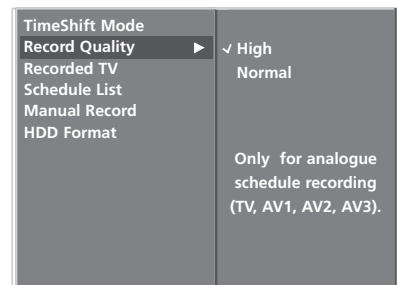 TimeShift Mode
Record Quality ▶
Recorded TV
Schedule List
Manual Record
HDD Format
✓ High
Normal
Only for analogue
schedule recording
(TV, AV1, AV2, AV3).